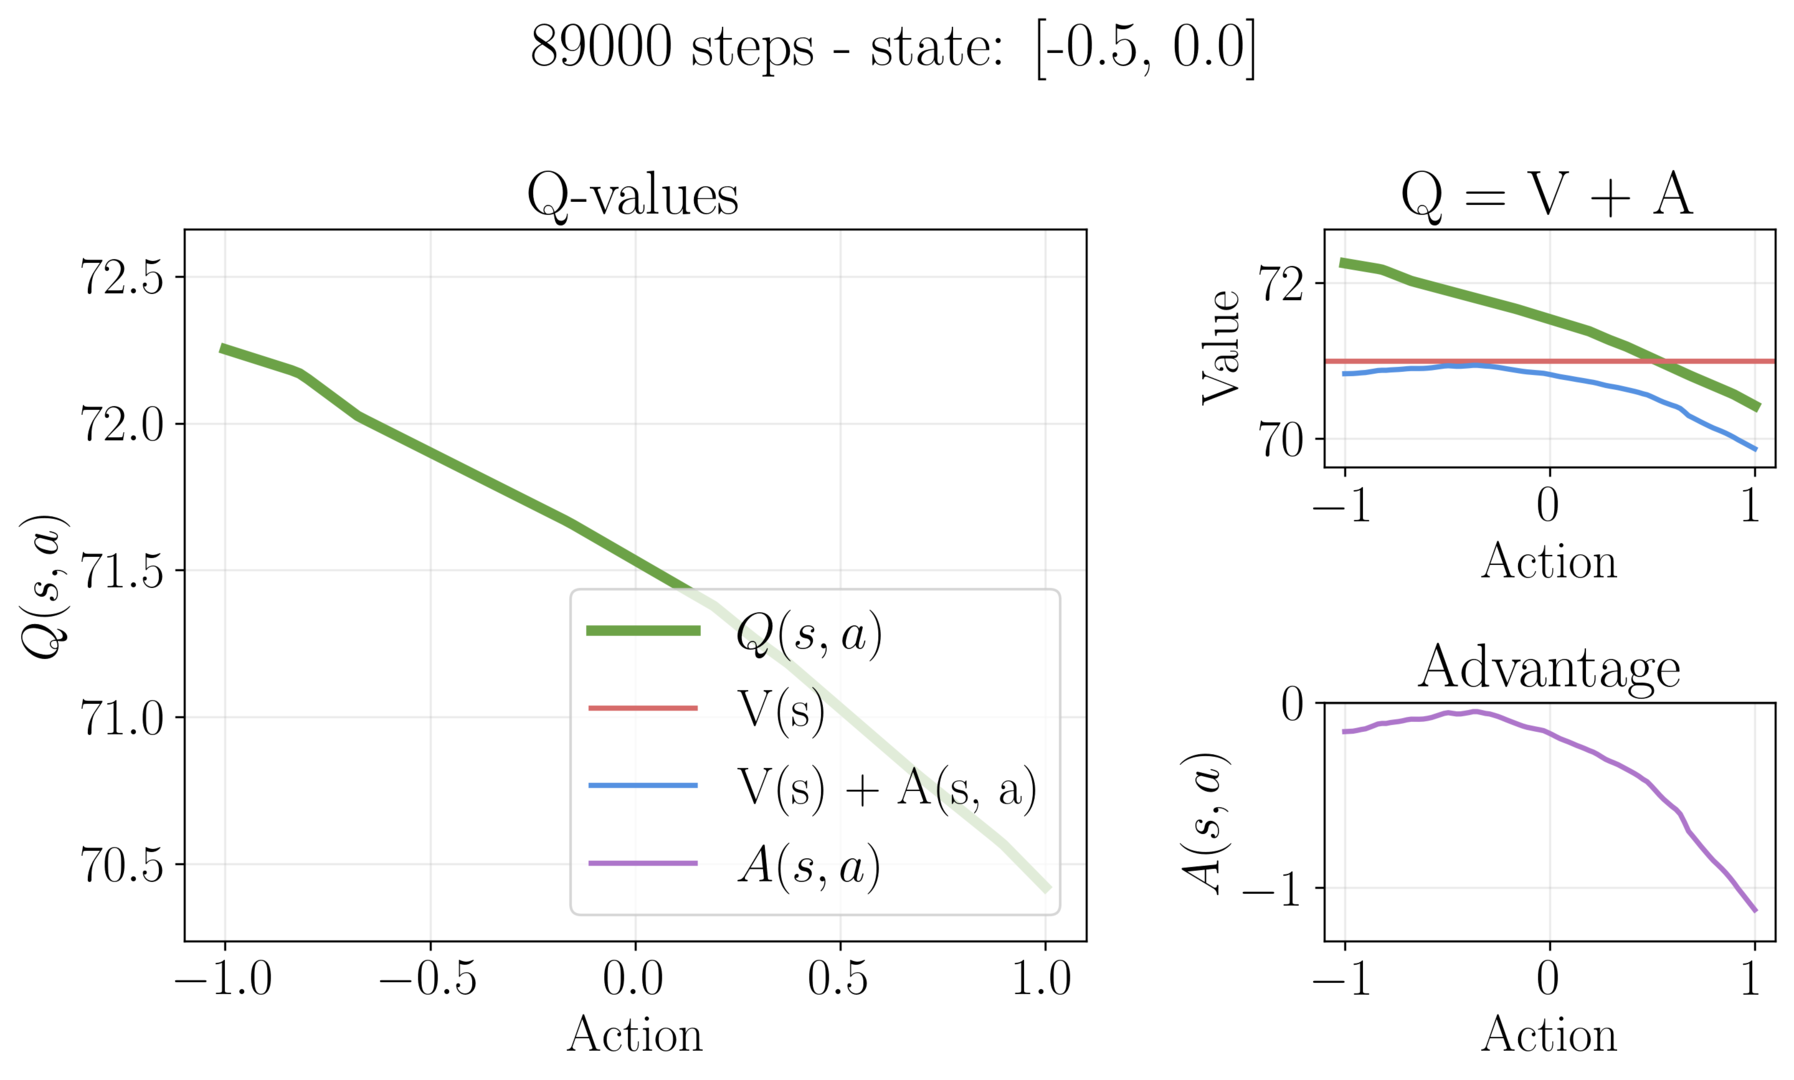 89000 steps - state: [-0.5, 0.0]
Q-values
72.5
72.0
71.5
71.0
70.5
Q(s, a)
−1.0 −0.5 0.0 0.5 1.0
Action
Q(s, a)
V(s)
V(s) + A(s, a)
A(s, a)
Q = V + A
72
70
Value
−1 0 1
Action
Advantage
0
−1
A(s, a)
−1 0 1
Action